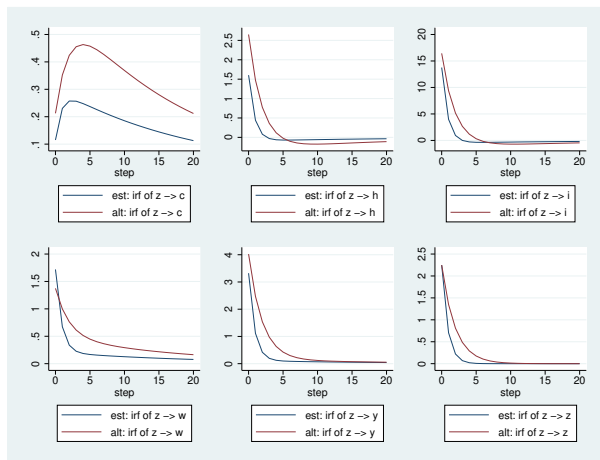 .5
.4
.3
.2
.1
0 5 10 15 20
step
est: irf of z -> c
alt: irf of z -> c
2.5
2
1.5
1
.5
0
0 5 10 15 20
step
est: irf of z -> h
alt: irf of z -> h
20
15
10
5
0
0 5 10 15 20
step
est: irf of z -> i
alt: irf of z -> i
2
1.5
1
.5
0
0 5 10 15 20
step
est: irf of z -> w
alt: irf of z -> w
4
3
2
1
0
0 5 10 15 20
step
est: irf of z -> y
alt: irf of z -> y
2.5
2
1.5
1
.5
0
0 5 10 15 20
step
est: irf of z -> z
alt: irf of z -> z